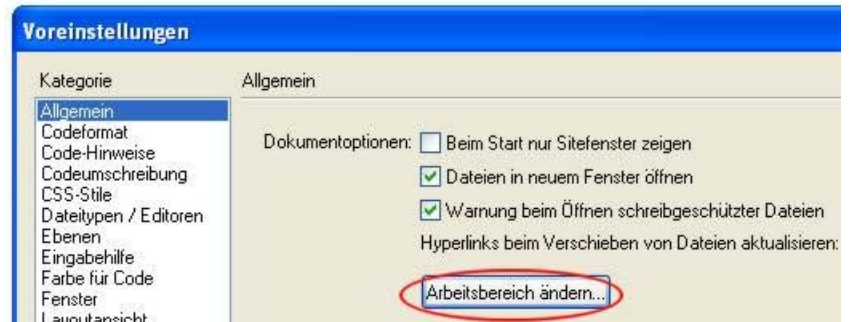 Voreinstellungen
Kategorie
Allgemein
Allgemein
Codeformat
Code-Hinweise
Codeumschreibung
CSS-Stile
Dateitypen / Editoren
Ebenen
Eingabehilfe
Farbe für Code
Fenster
Layoutansicht
Dokumentoptionen:
Beim Start nur Sitefenster zeigen
Dateien in neuem Fenster öffnen
Warnung beim Öffnen schreibgeschützter Dateien
Hyperlinks beim Verschieben von Dateien aktualisieren:
Arbeitsbereich ändern...